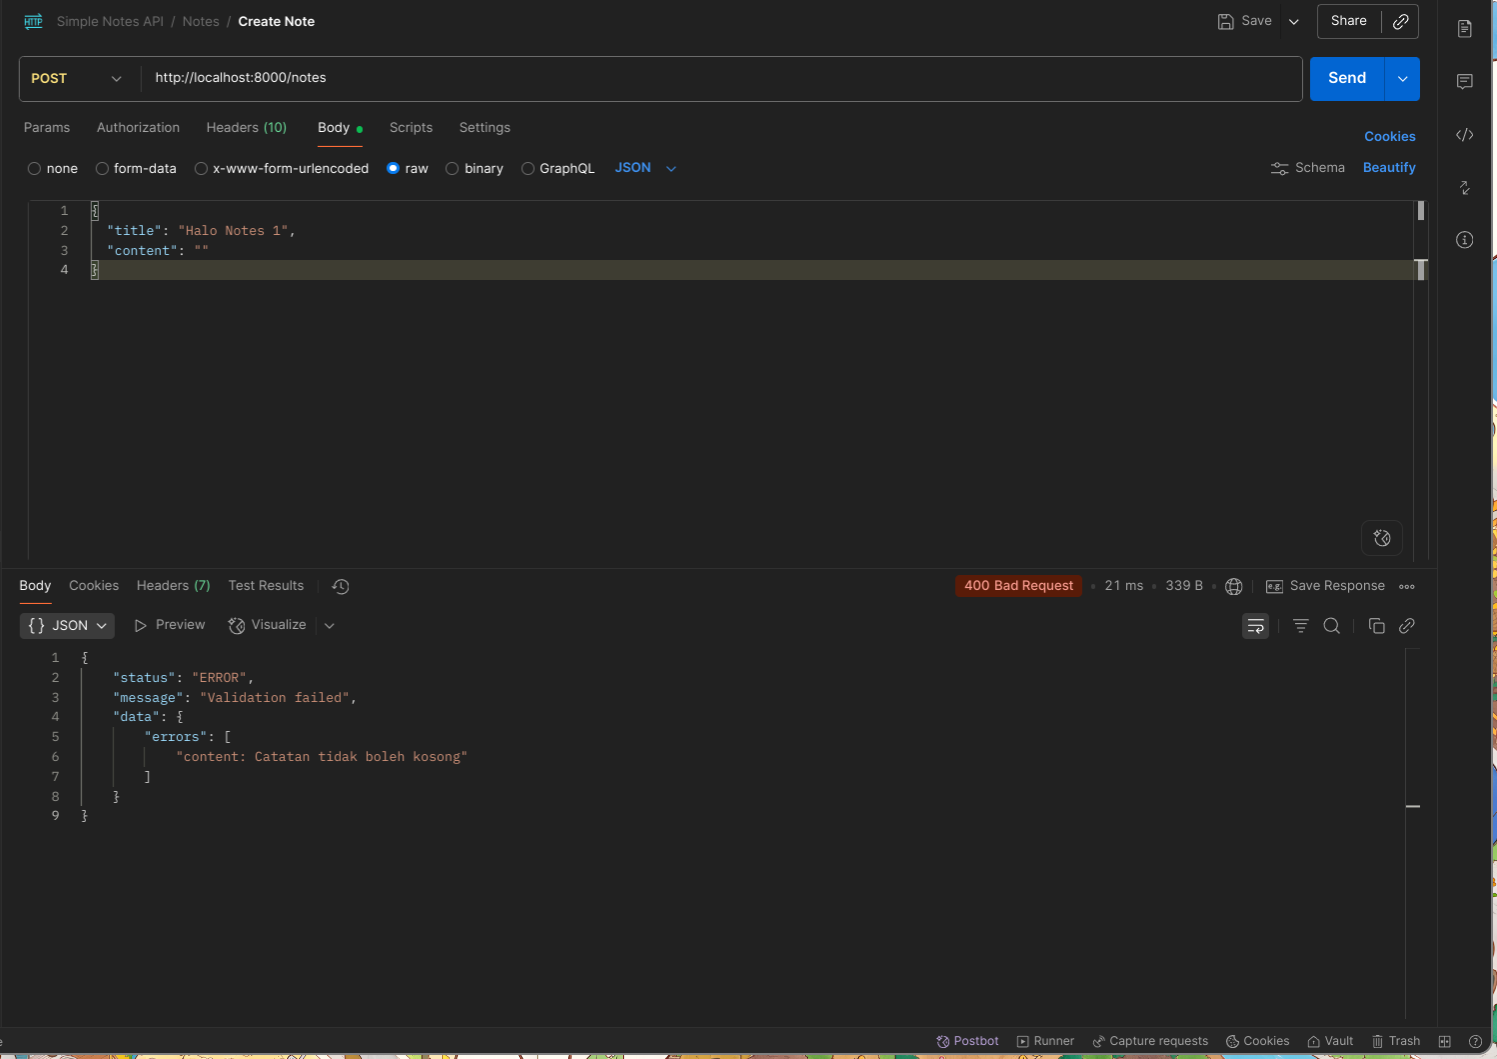 HTTP Simple Notes API / Notes / Create Note Save Share
POST http://localhost:8000/notes Send
Params Authorization Headers (10) Body Scripts Settings Cookies
none form-data x-www-form-urlencoded raw binary GraphQL JSON Schema Beautify
1 {
2 "title": "Halo Notes 1",
3 "content": ""
4 }
Body Cookies Headers (7) Test Results 400 Bad Request • 21 ms • 339 B • e.g. Save Response
{} JSON Preview Visualize
1 {
2 "status": "ERROR",
3 "message": "Validation failed",
4 "data": {
5 "errors": [
6 "content: Catatan tidak boleh kosong"
7 ]
8 }
9 }
Postbot Runner Capture requests Cookies Vault Trash